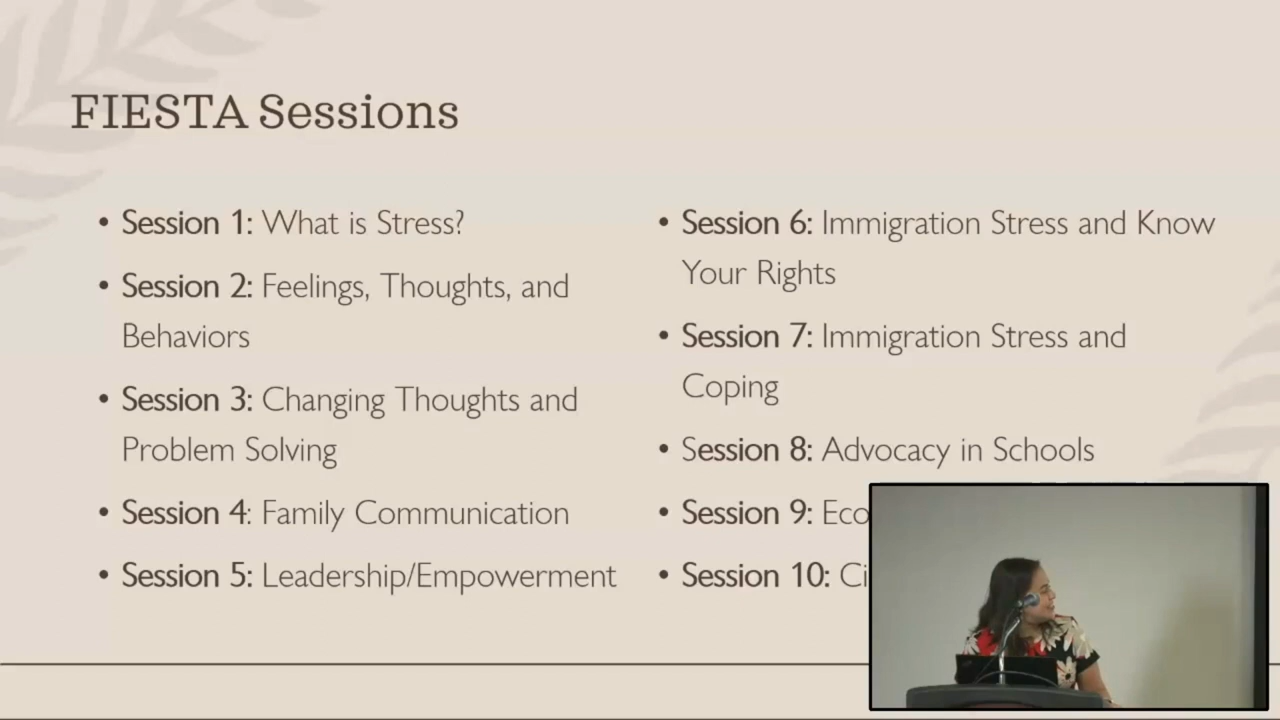 FIESTA Sessions
• Session 1: What is Stress?
• Session 2: Feelings, Thoughts, and
Behaviors
• Session 3: Changing Thoughts and
Problem Solving
• Session 4: Family Communication
• Session 5: Leadership/Empowerment
• Session 6: Immigration Stress and Know
Your Rights
• Session 7: Immigration Stress and
Coping
• Session 8: Advocacy in Schools
• Session 9:
• Session 10: